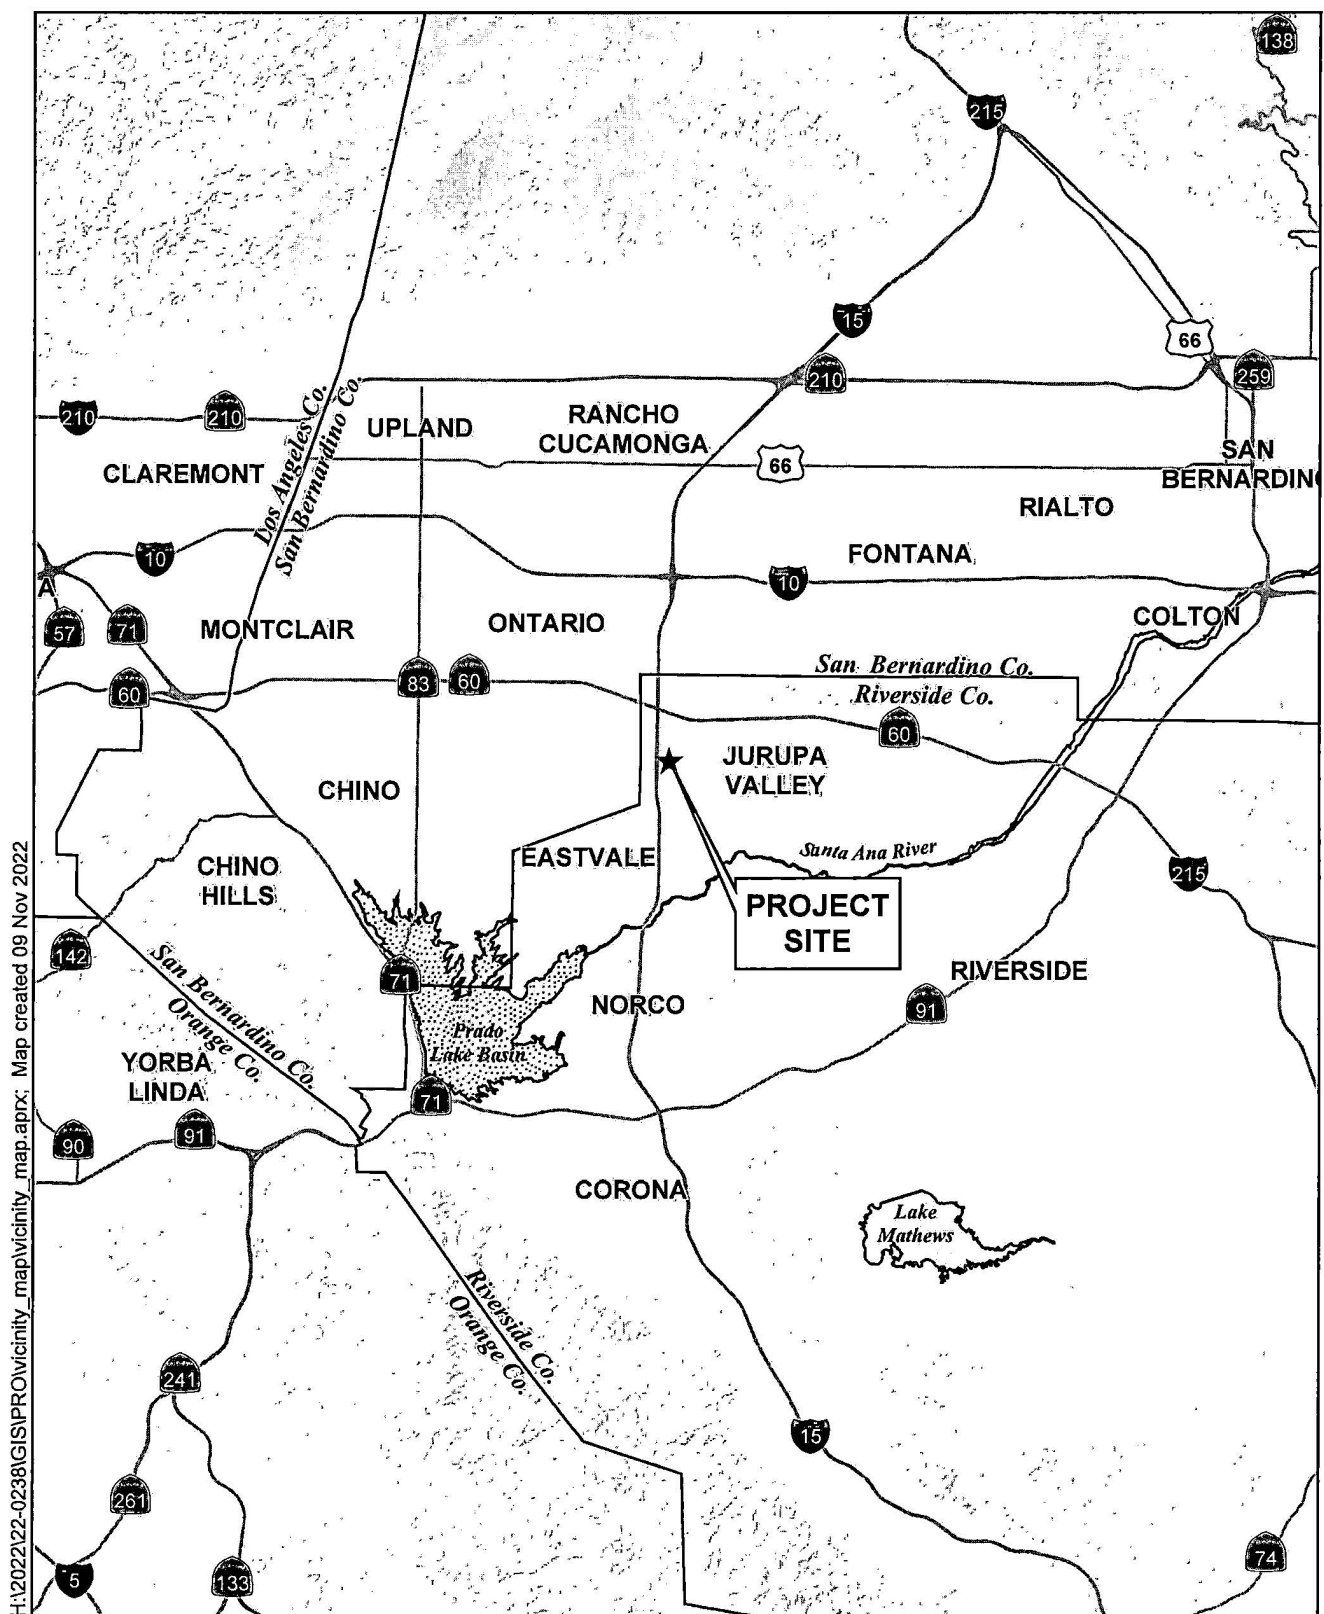 138
215
15
66
210
259
210
210
Los Angeles Co.
San Bernardino Co.
UPLAND
RANCHO
CUCAMONGA
66
SAN
BERNARDINO
CLAREMONT
RIALTO
10
FONTANA
10
A
57
71
MONTCLAIR
ONTARIO
COLTON
60
83
60
San Bernardino Co.
Riverside Co.
60
JURUPA
VALLEY
CHINO
CHINO
HILLS
EASTVALE
Santa Ana River
215
PROJECT
SITE
142
San Bernardino Co.
Orange Co.
71
RIVERSIDE
NORCO
91
Prado
Lake Basin
YORBA
LINDA
71
90
91
CORONA
Lake
Mathews
Riverside Co.
Orange Co.
241
15
261
5
133
74
H:\2022\22-0238\GIS\PRO\vicinity_map\vicinity_map.aprx; Map created 09 Nov 2022